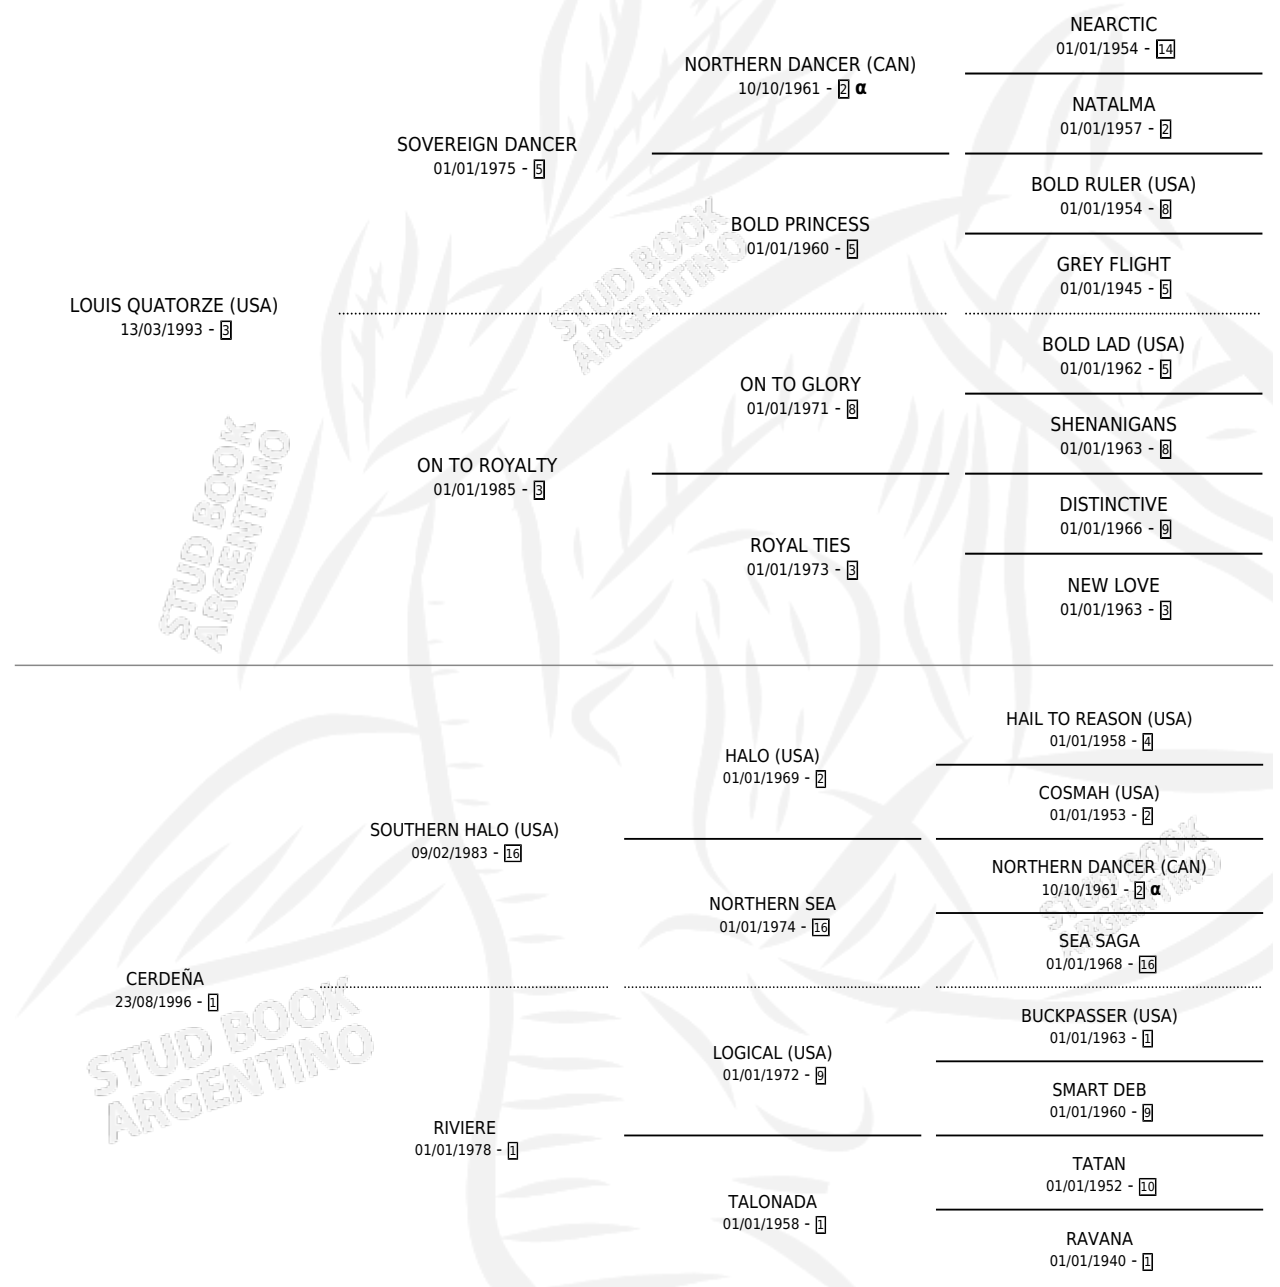 NEARCTIC
01/01/1954 - 14
NORTHERN DANCER (CAN)
10/10/1961 - 2 α
NATALMA
01/01/1957 - 2
SOVEREIGN DANCER
01/01/1975 - 5
BOLD RULER (USA)
01/01/1954 - 8
BOLD PRINCESS
01/01/1960 - 5
GREY FLIGHT
01/01/1945 - 5
LOUIS QUATORZE (USA)
13/03/1993 - 3
BOLD LAD (USA)
01/01/1962 - 5
ON TO GLORY
01/01/1971 - 8
SHENANIGANS
01/01/1963 - 8
ON TO ROYALTY
01/01/1985 - 3
DISTINCTIVE
01/01/1966 - 9
ROYAL TIES
01/01/1973 - 3
NEW LOVE
01/01/1963 - 3
HAIL TO REASON (USA)
01/01/1958 - 4
HALO (USA)
01/01/1969 - 2
COSMAH (USA)
01/01/1953 - 2
SOUTHERN HALO (USA)
09/02/1983 - 16
NORTHERN DANCER (CAN)
10/10/1961 - 2 α
NORTHERN SEA
01/01/1974 - 16
SEA SAGA
01/01/1968 - 16
CERDEÑA
23/08/1996 - 1
BUCKPASSER (USA)
01/01/1963 - 1
LOGICAL (USA)
01/01/1972 - 9
SMART DEB
01/01/1960 - 9
RIVIERE
01/01/1978 - 1
TATAN
01/01/1952 - 10
TALONADA
01/01/1958 - 1
RAVANA
01/01/1940 - 1
STUD BOOK
ARGENTINO
STUD BOOK
ARGENTINO
STUD BOOK
ARGENTINO
STUD BOOK
ARGENTINO